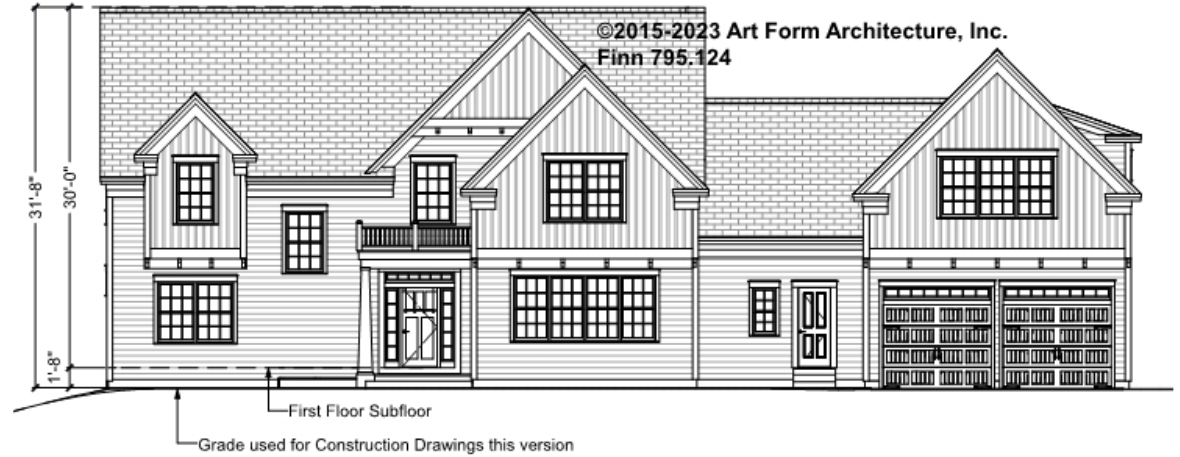 ©2015-2023 Art Form Architecture, Inc.
Finn 795.124
31'-8"
30'-0"
1'-8"
First Floor Subfloor
Grade used for Construction Drawings this version